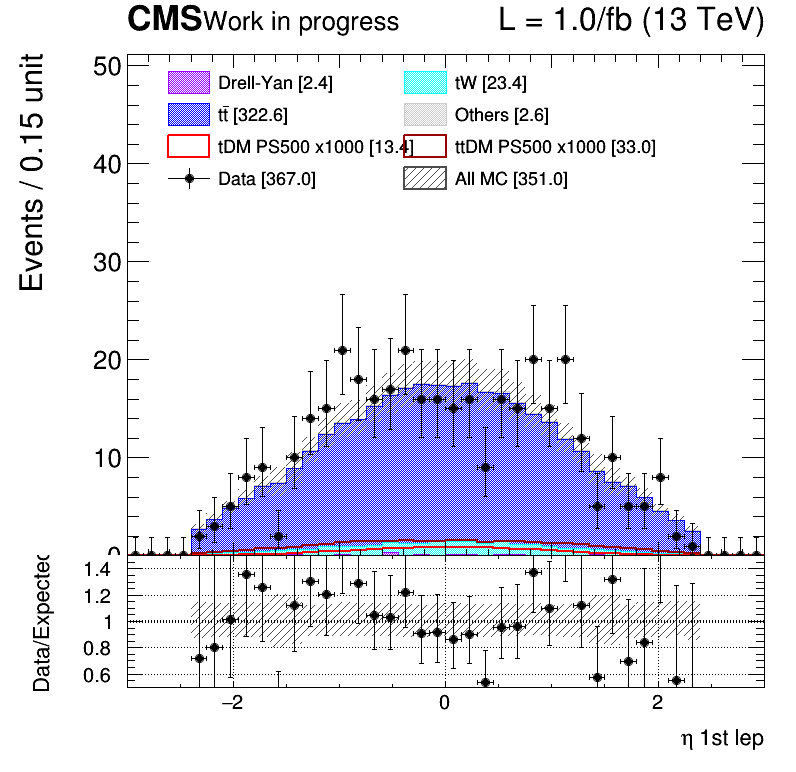 CMS Work in progress L = 1.0/fb (13 TeV)
Events / 0.15 unit
50
40
30
20
10
0
Drell-Yan [2.4] tW [23.4]
tt̄ [322.6] Others [2.6]
tDM PS500 x1000 [13.4] ttDM PS500 x1000 [33.0]
Data [367.0] All MC [351.0]
Data/Expected
1.4
1.2
1
0.8
0.6
−2 0 2
η 1st lep